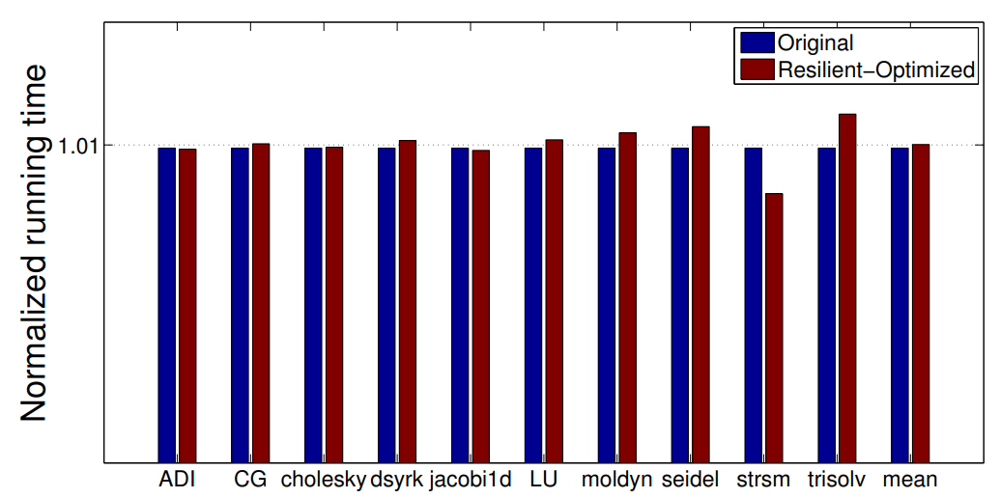 Original
Resilient−Optimized
Normalized running time
1.01
ADI CG cholesky dsyrk jacobi1d LU moldyn seidel strsm trisolv mean